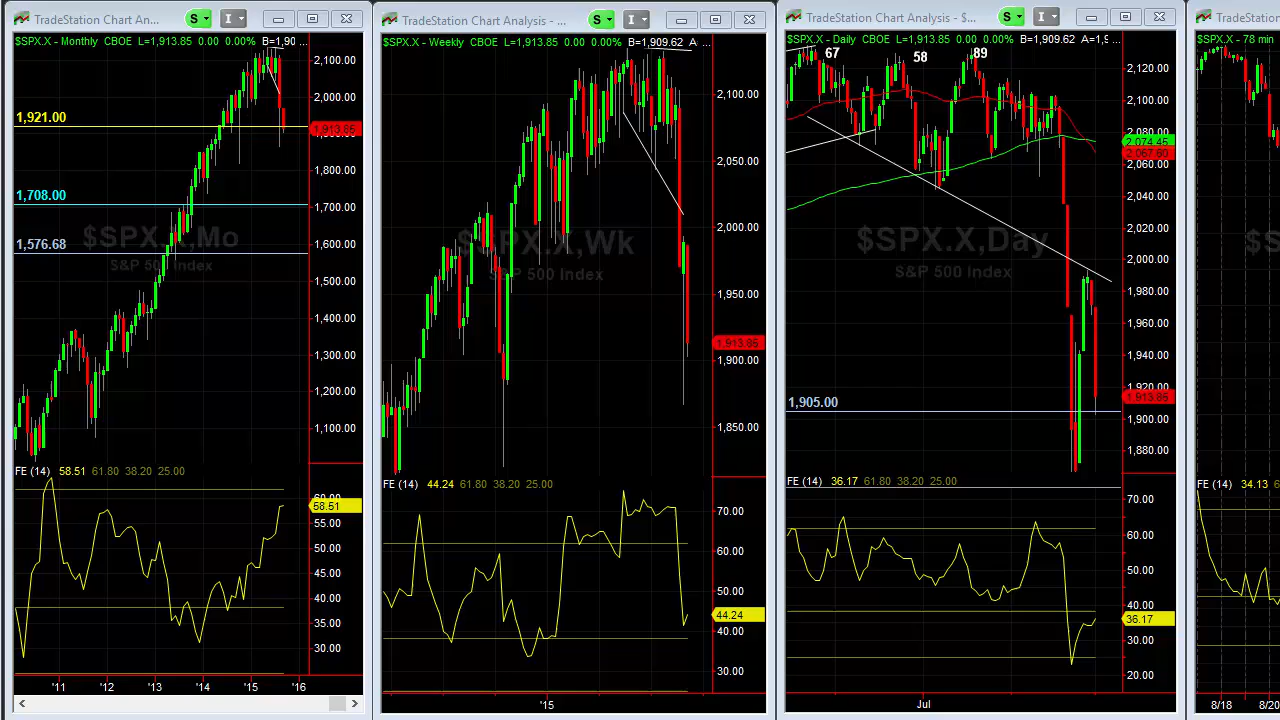 TradeStation Chart An...
S
I
$SPX.X - Monthly CBOE L=1,913.85 0.00 0.00% B=1,90 ...
2,100.00
2,000.00
1,921.00
1,913.85
1,800.00
1,708.00
1,700.00
1,576.68
1,600.00
$SPX.X,Mo
S&P 500 Index
1,500.00
1,400.00
1,300.00
1,200.00
1,100.00
FE (14) 58.51 61.80 38.20 25.00
60.00
58.51
55.00
50.00
45.00
40.00
35.00
30.00
'11 '12 '13 '14 '15 '16
TradeStation Chart Analysis - ...
S
I
$SPX.X - Weekly CBOE L=1,913.85 0.00 0.00% B=1,909.62 A ...
2,100.00
2,050.00
2,000.00
$SPX.X,Wk
S&P 500 Index
1,950.00
1,913.85
1,900.00
1,850.00
FE (14) 44.24 61.80 38.20 25.00
70.00
60.00
50.00
44.24
40.00
30.00
'15
TradeStation Chart Analysis - $...
S
I
$SPX.X - Daily CBOE L=1,913.85 0.00 0.00% B=1,909.62 A=1,9...
67 58 89
2,120.00
2,100.00
2,080.00
2,074.45
2,067.60
2,060.00
2,040.00
2,020.00
$SPX.X,Day
S&P 500 Index
2,000.00
1,980.00
1,960.00
1,940.00
1,920.00
1,913.85
1,905.00
1,900.00
1,880.00
FE (14) 36.17 61.80 38.20 25.00
70.00
60.00
50.00
40.00
36.17
30.00
20.00
Jul
TradeStation
$SPX.X - 78 min
$S
FE (14) 34.13 6
8/18 8/20